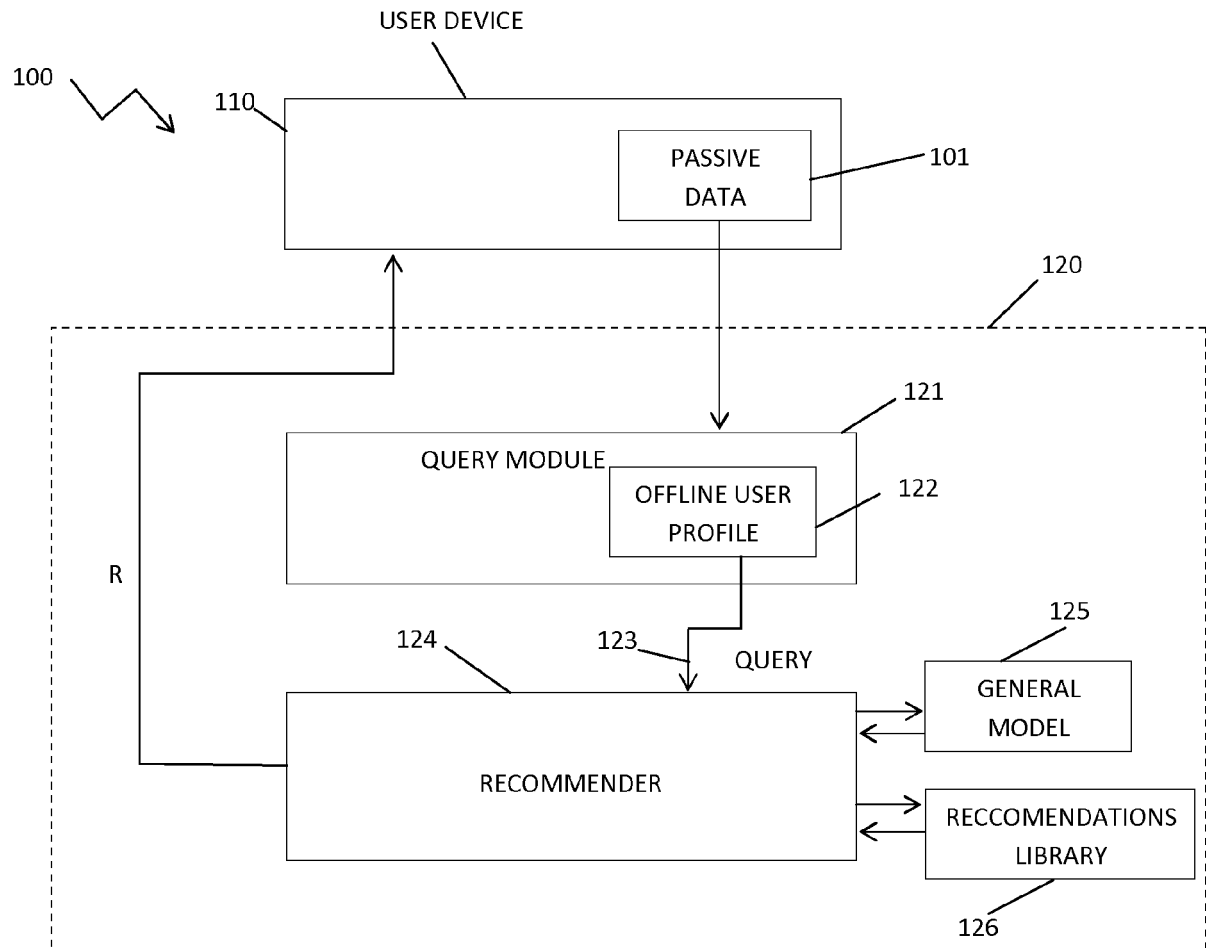 USER DEVICE
100
110
PASSIVE
DATA
101
120
121
QUERY MODULE
OFFLINE USER
PROFILE
122
R
124
123
QUERY
125
GENERAL
MODEL
RECOMMENDER
RECCOMENDATIONS
LIBRARY
126